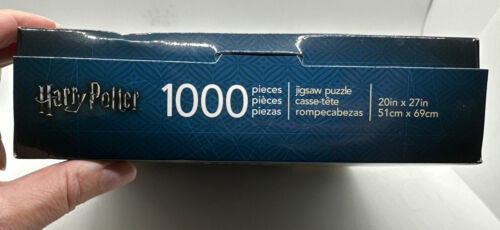 Harry Potter
1000
pieces
pièces
piezas
jigsaw puzzle
casse-tête
rompecabezas
20in x 27in
51cm x 69cm